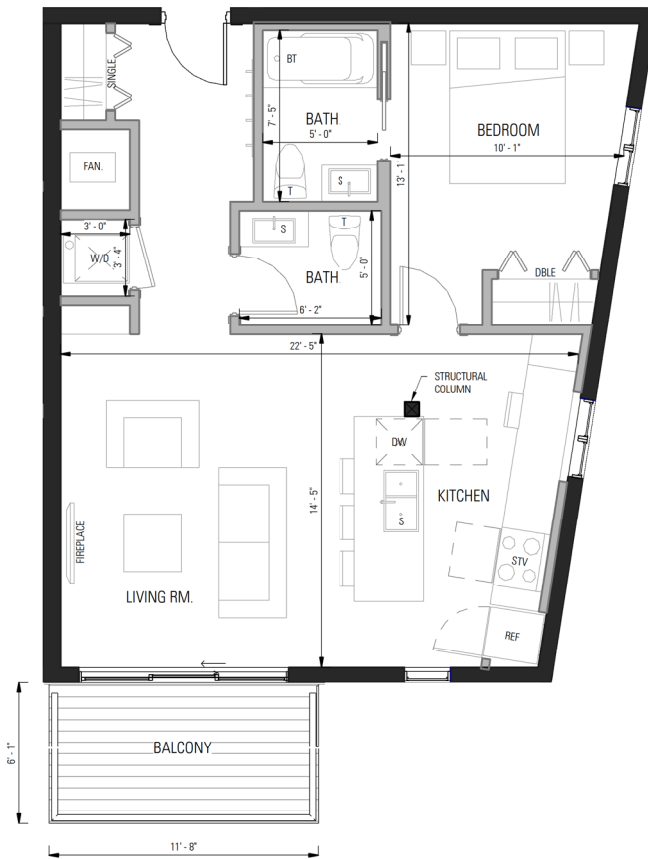 SINGLE
BT
7' - 5"
BATH
5' - 0"
BEDROOM
10' - 1"
FAN.
T
S
13' - 1
3' - 0"
W/D
3' - 4"
S
T
BATH
5' - 0"
6' - 2"
DBLE
22' - 5"
STRUCTURAL
COLUMN
DW
KITCHEN
14' - 5"
S
FIREPLACE
STV
LIVING RM.
REF
BALCONY
6' - 1"
11' - 8"